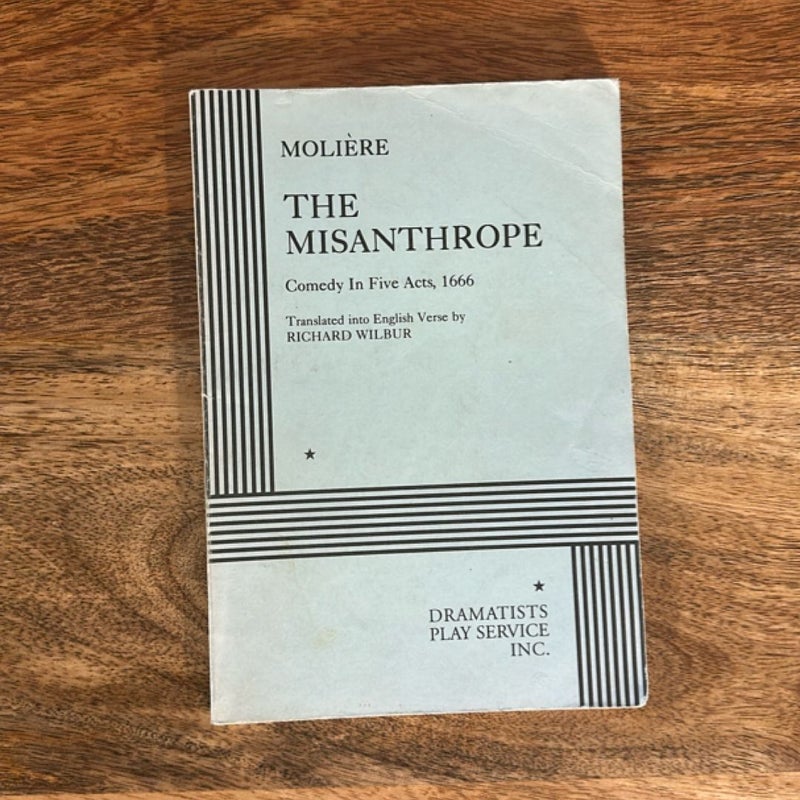 MOLIÈRE
THE
MISANTHROPE
Comedy In Five Acts, 1666
Translated into English Verse by
RICHARD WILBUR
DRAMATISTS
PLAY SERVICE
INC.